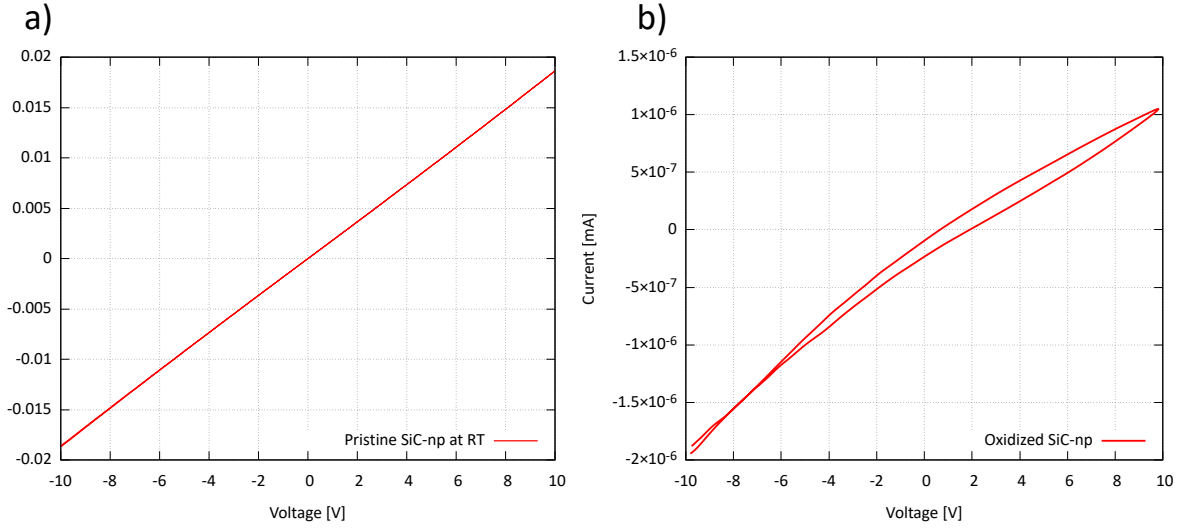 a)
0.02
0.015
0.01
0.005
0
-0.005
-0.01
-0.015
-0.02
-10 -8 -6 -4 -2 0 2 4 6 8 10
Voltage [V]
Pristine SiC-np at RT
b)
1.5×10⁻⁶
1×10⁻⁶
5×10⁻⁷
0
-5×10⁻⁷
-1×10⁻⁶
-1.5×10⁻⁶
-2×10⁻⁶
Current [mA]
-10 -8 -6 -4 -2 0 2 4 6 8 10
Voltage [V]
Oxidized SiC-np